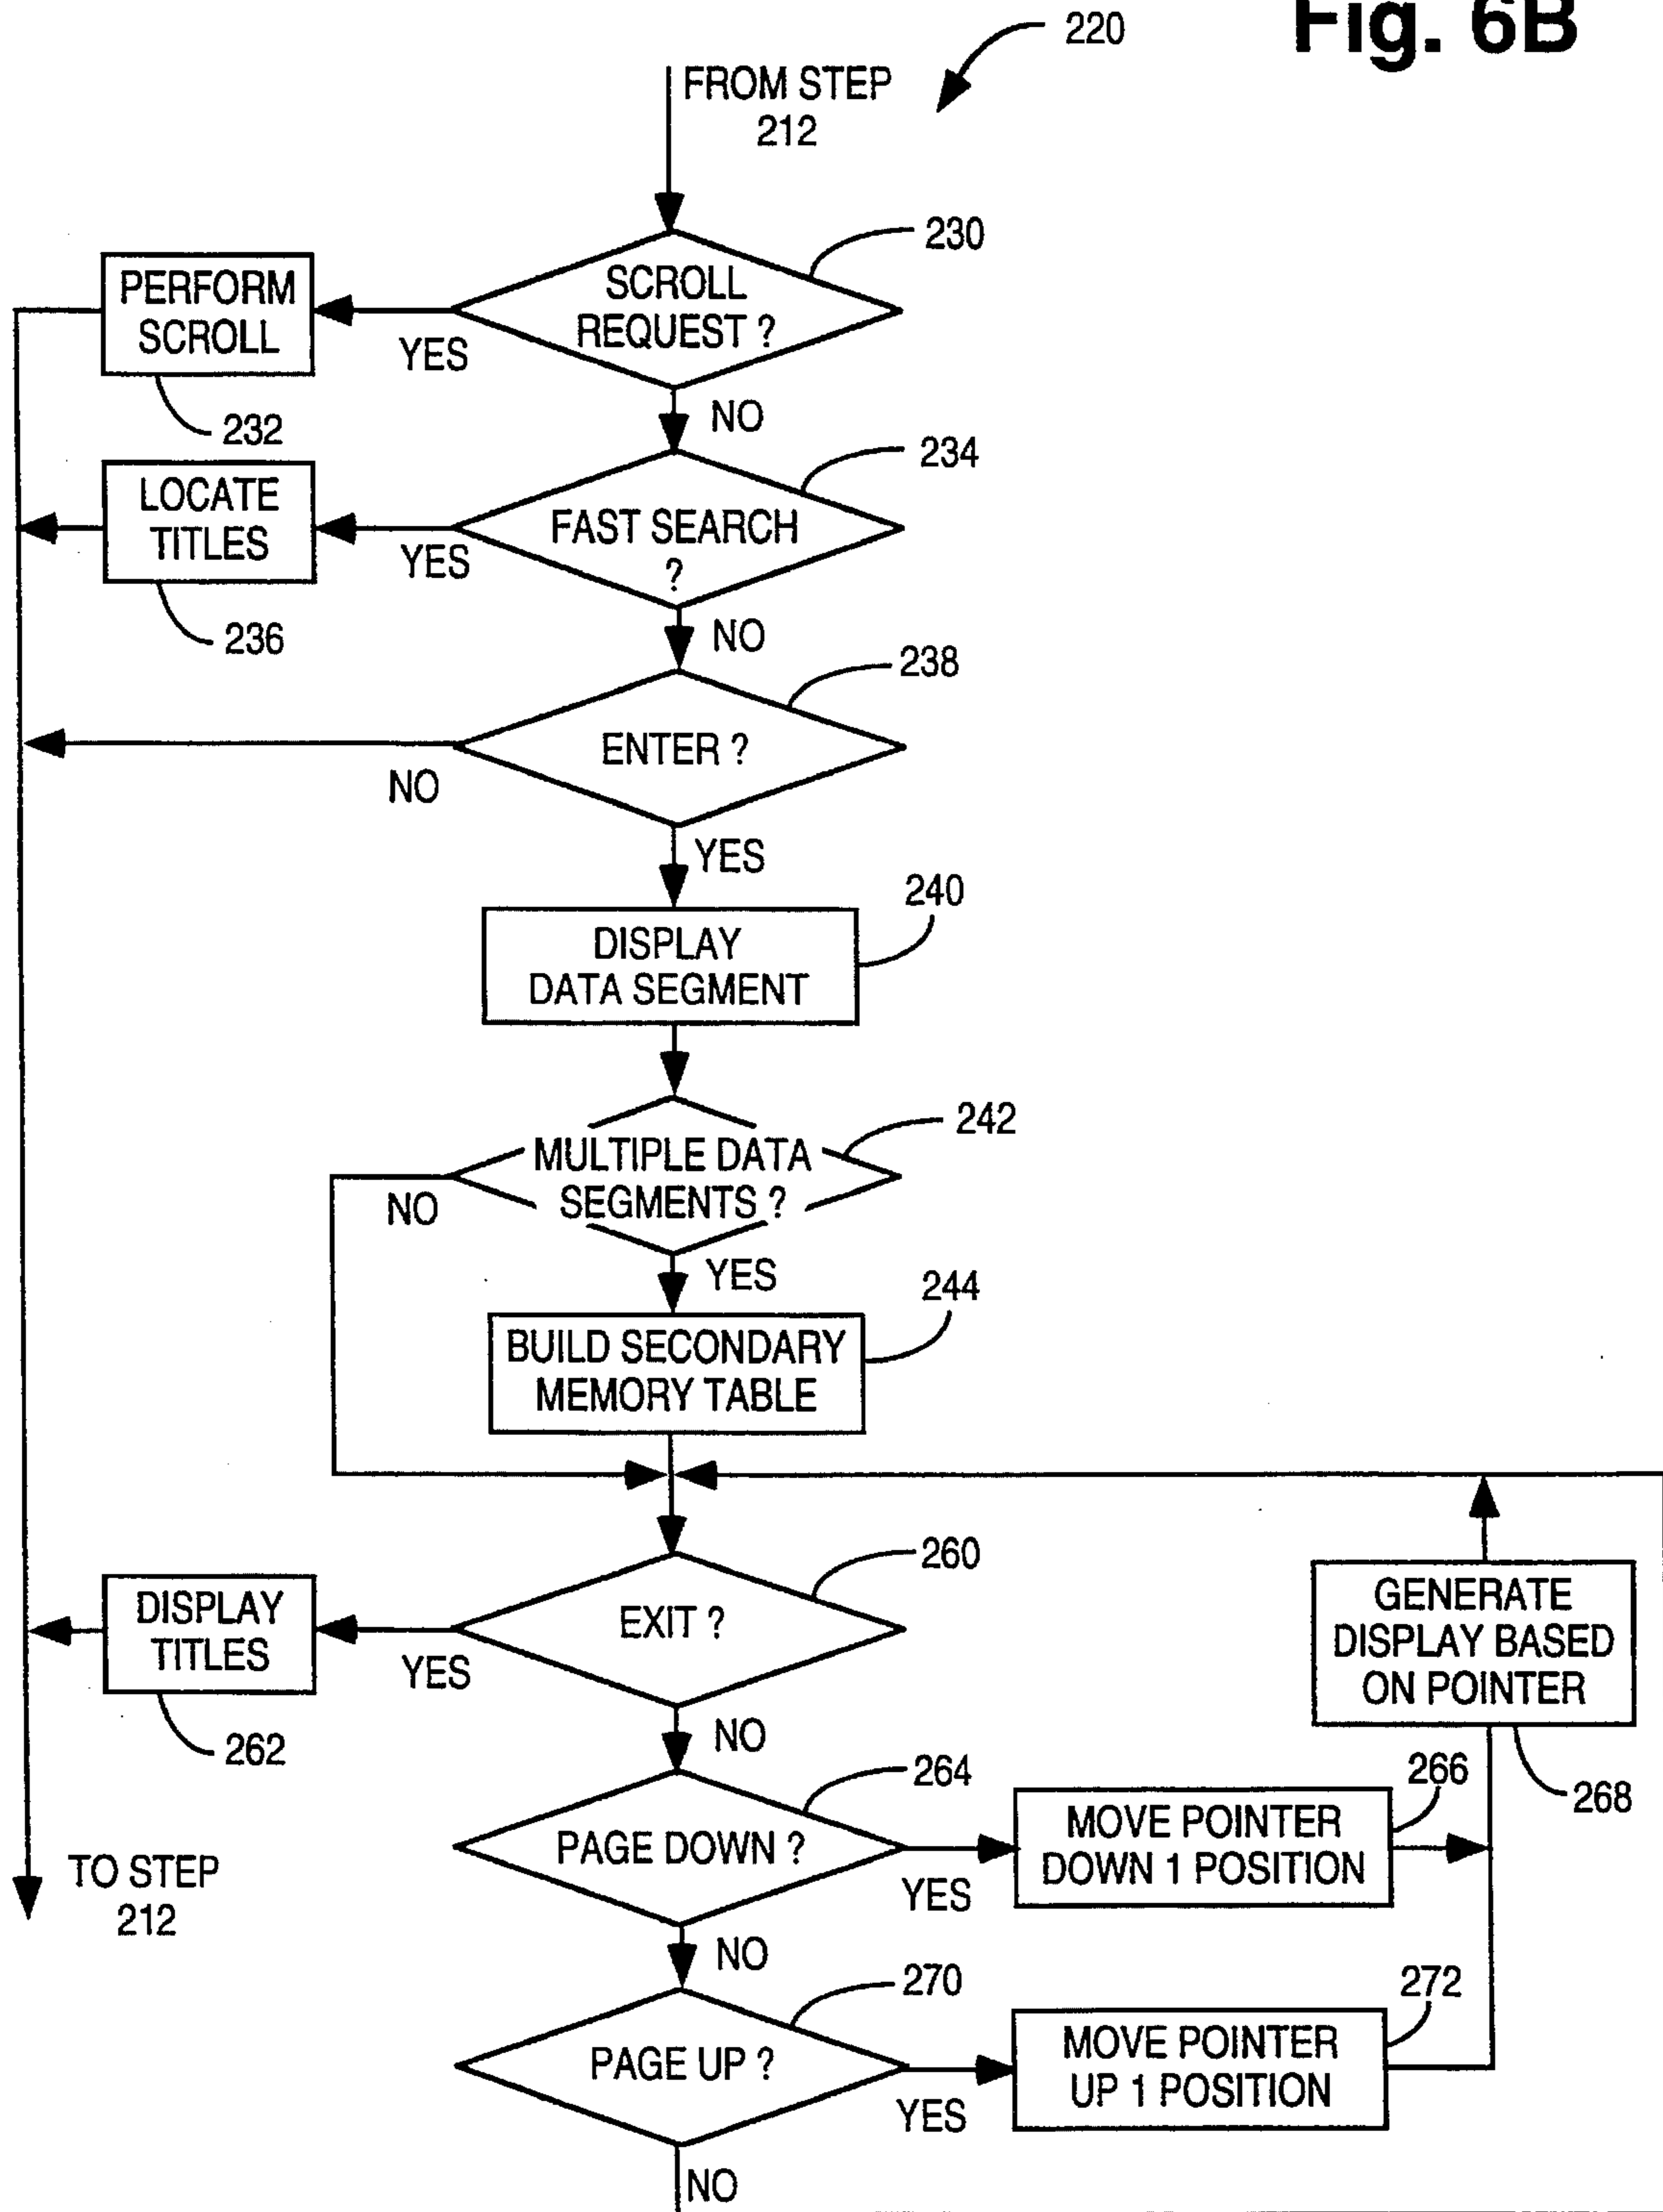 Fig. 6B
220
FROM STEP
212
230
SCROLL
REQUEST ?
PERFORM
SCROLL
YES
232
NO
234
LOCATE
TITLES
FAST SEARCH
?
YES
236
NO
238
ENTER ?
NO
YES
240
DISPLAY
DATA SEGMENT
242
MULTIPLE DATA
SEGMENTS ?
NO
YES
244
BUILD SECONDARY
MEMORY TABLE
260
EXIT ?
DISPLAY
TITLES
YES
262
GENERATE
DISPLAY BASED
ON POINTER
268
NO
264
PAGE DOWN ?
YES
266
MOVE POINTER
DOWN 1 POSITION
TO STEP
212
NO
270
PAGE UP ?
YES
272
MOVE POINTER
UP 1 POSITION
NO